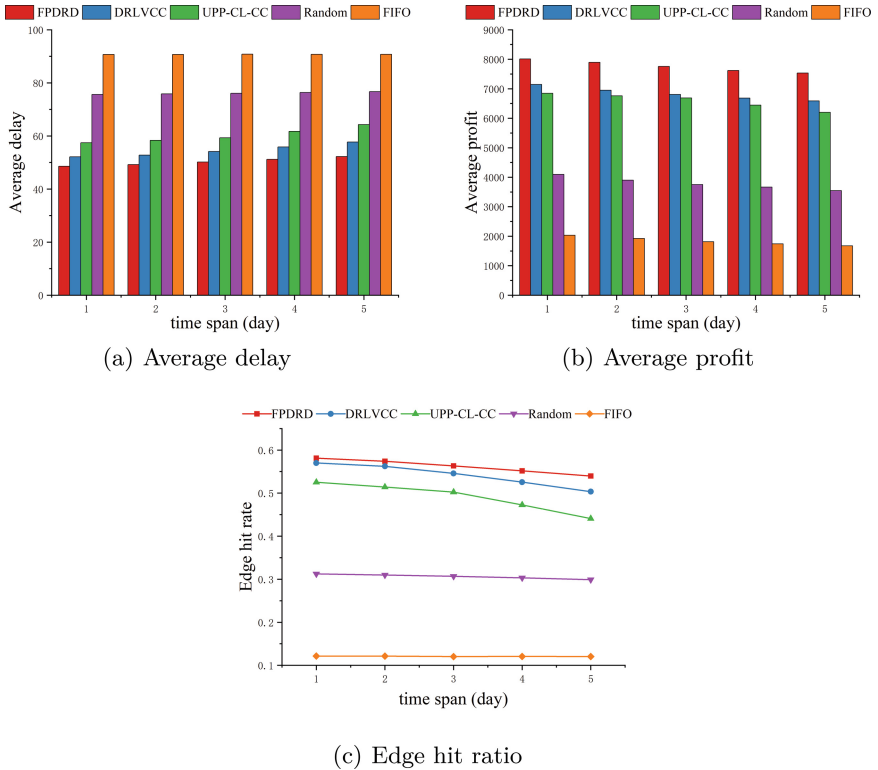 FPDRD DRLVCC UPP-CL-CC Random FIFO
100
80
60
40
20
0
Average delay
1 2 3 4 5
time span (day)
(a) Average delay
FPDRD DRLVCC UPP-CL-CC Random FIFO
9000
8000
7000
6000
5000
4000
3000
2000
1000
0
Average profit
1 2 3 4 5
time span (day)
(b) Average profit
FPDRD DRLVCC UPP-CL-CC Random FIFO
0.6
0.5
0.4
0.3
0.2
0.1
Edge hit rate
1 2 3 4 5
time span (day)
(c) Edge hit ratio